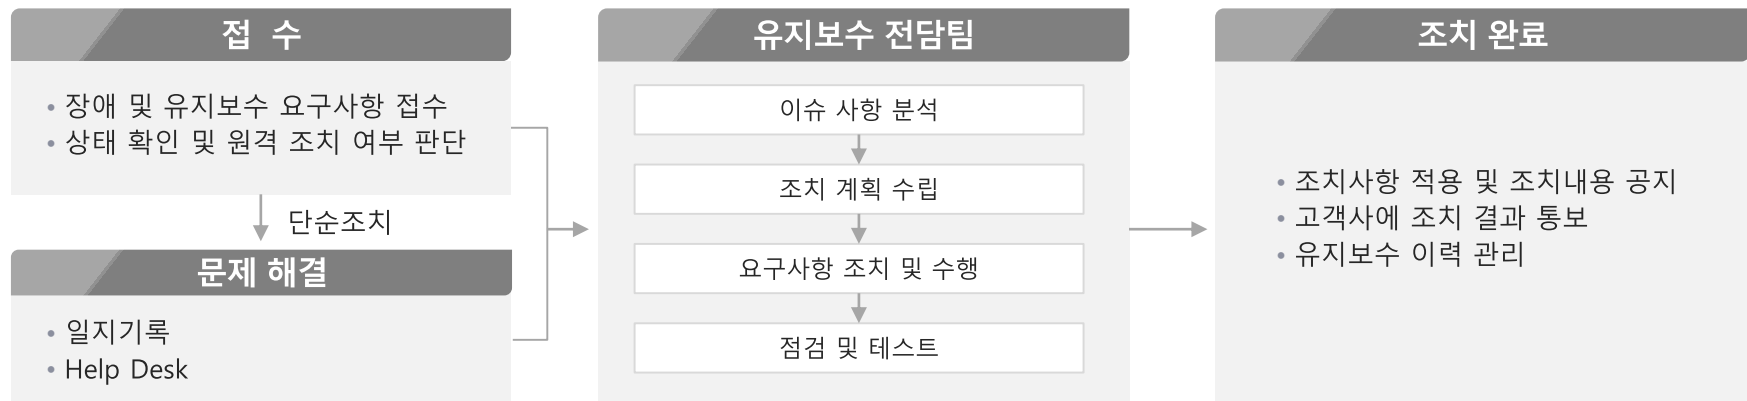 접 수
장애 및 유지보수 요구사항 접수
상태 확인 및 원격 조치 여부 판단
단순조치
문제 해결
일지기록
Help Desk
유지보수 전담팀
이슈 사항 분석
조치 계획 수립
요구사항 조치 및 수행
점검 및 테스트
조치 완료
조치사항 적용 및 조치내용 공지
고객사에 조치 결과 통보
유지보수 이력 관리